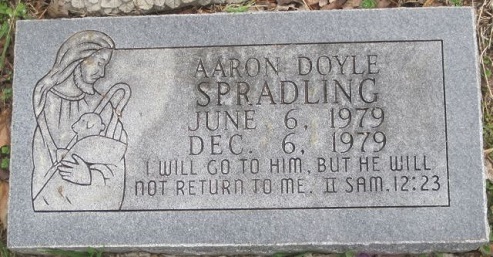 AARON DOYLE
SPRADLING
JUNE 6, 1979
DEC. 6, 1979
I WILL GO TO HIM, BUT HE WILL
NOT RETURN TO ME. II SAM. 12:23